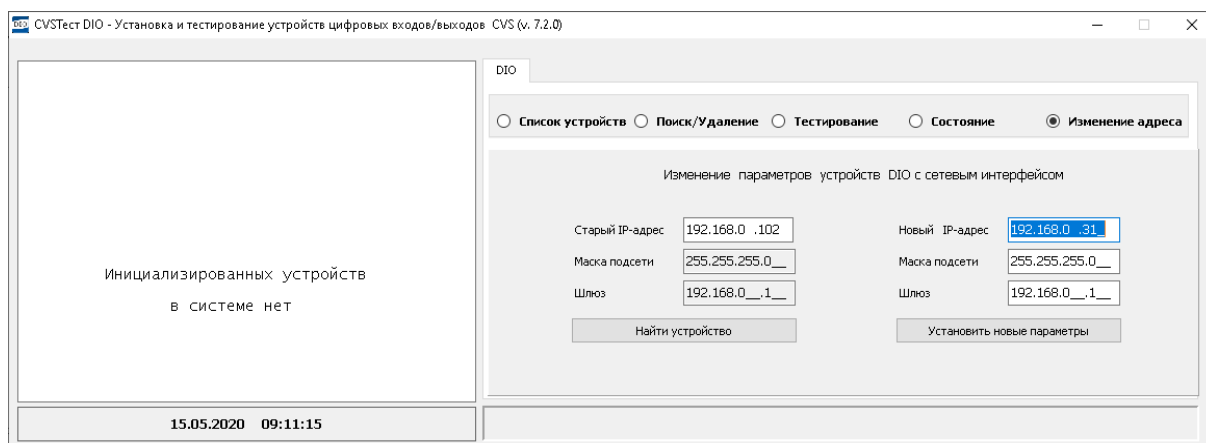 DIO CVSТест DIO - Установка и тестирование устройств цифровых входов/выходов CVS (v. 7.2.0)
DIO
Список устройств Поиск/Удаление Тестирование Состояние Изменение адреса
Изменение параметров устройств DIO с сетевым интерфейсом
Старый IP-адрес 192.168.0 .102 Новый IP-адрес 192.168.0 .31_
Маска подсети 255.255.255.0__ Маска подсети 255.255.255.0__
Шлюз 192.168.0__.1__ Шлюз 192.168.0__.1__
Найти устройство Установить новые параметры
Инициализированных устройств
в системе нет
15.05.2020 09:11:15